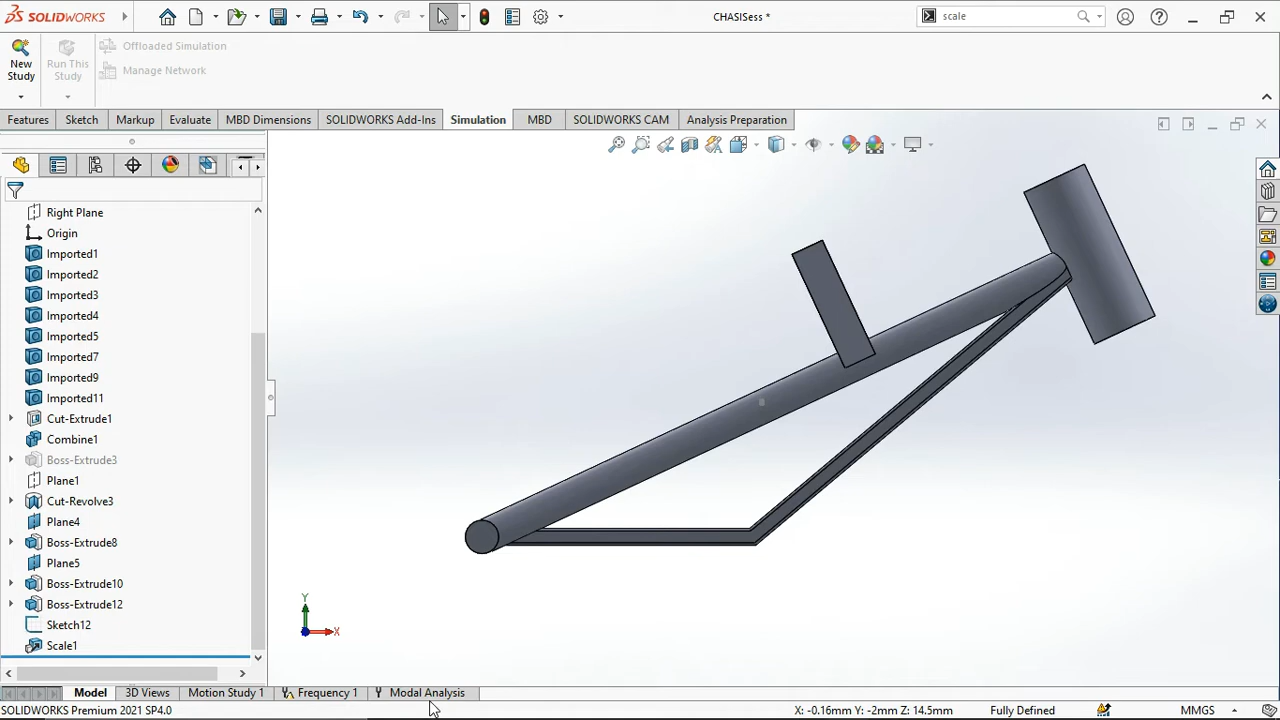 SOLIDWORKS
CHASISess *
scale
New Study
Run This Study
Offloaded Simulation
Manage Network
Features
Sketch
Markup
Evaluate
MBD Dimensions
SOLIDWORKS Add-Ins
Simulation
MBD
SOLIDWORKS CAM
Analysis Preparation
Right Plane
Origin
Imported1
Imported2
Imported3
Imported4
Imported5
Imported7
Imported9
Imported11
Cut-Extrude1
Combine1
Boss-Extrude3
Plane1
Cut-Revolve3
Plane4
Boss-Extrude8
Plane5
Boss-Extrude10
Boss-Extrude12
Sketch12
Scale1
Y
X
Model
3D Views
Motion Study 1
Frequency 1
Modal Analysis
SOLIDWORKS Premium 2021 SP4.0
X: -0.16mm Y: -2mm Z: 14.5mm
Fully Defined
MMGS